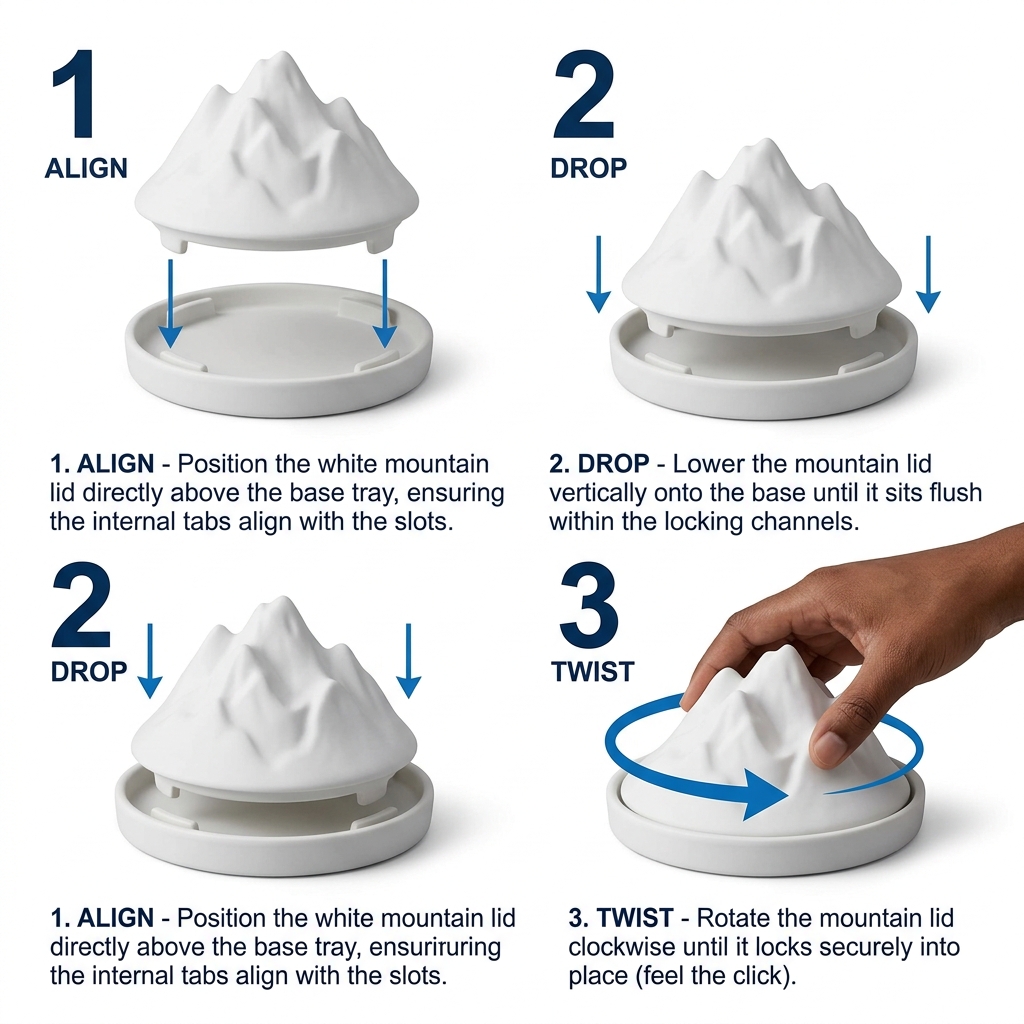 1
ALIGN
2
DROP
1. ALIGN - Position the white mountain
lid directly above the base tray, ensuring
the internal tabs align with the slots.
2. DROP - Lower the mountain lid
vertically onto the base until it sits flush
within the locking channels.
2
DROP
3
TWIST
1. ALIGN - Position the white mountain lid
directly above the base tray, ensuriruring
the internal tabs align with the slots.
3. TWIST - Rotate the mountain lid
clockwise until it locks securely into
place (feel the click).